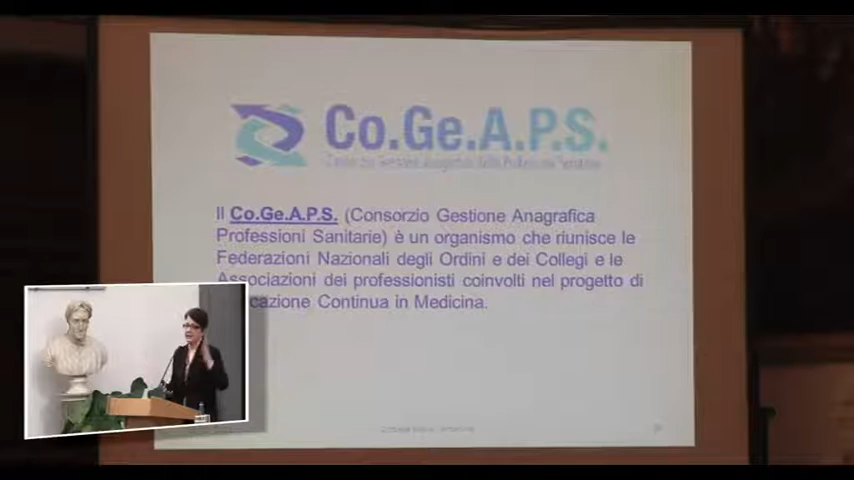 Co.Ge.A.P.S.
Il Co.Ge.A.P.S. (Consorzio Gestione Anagrafica
Professioni Sanitarie) è un organismo che riunisce le
Federazioni Nazionali degli Ordini e dei Collegi e le
Associazioni dei professionisti coinvolti nel progetto di
cazione Continua in Medicina.